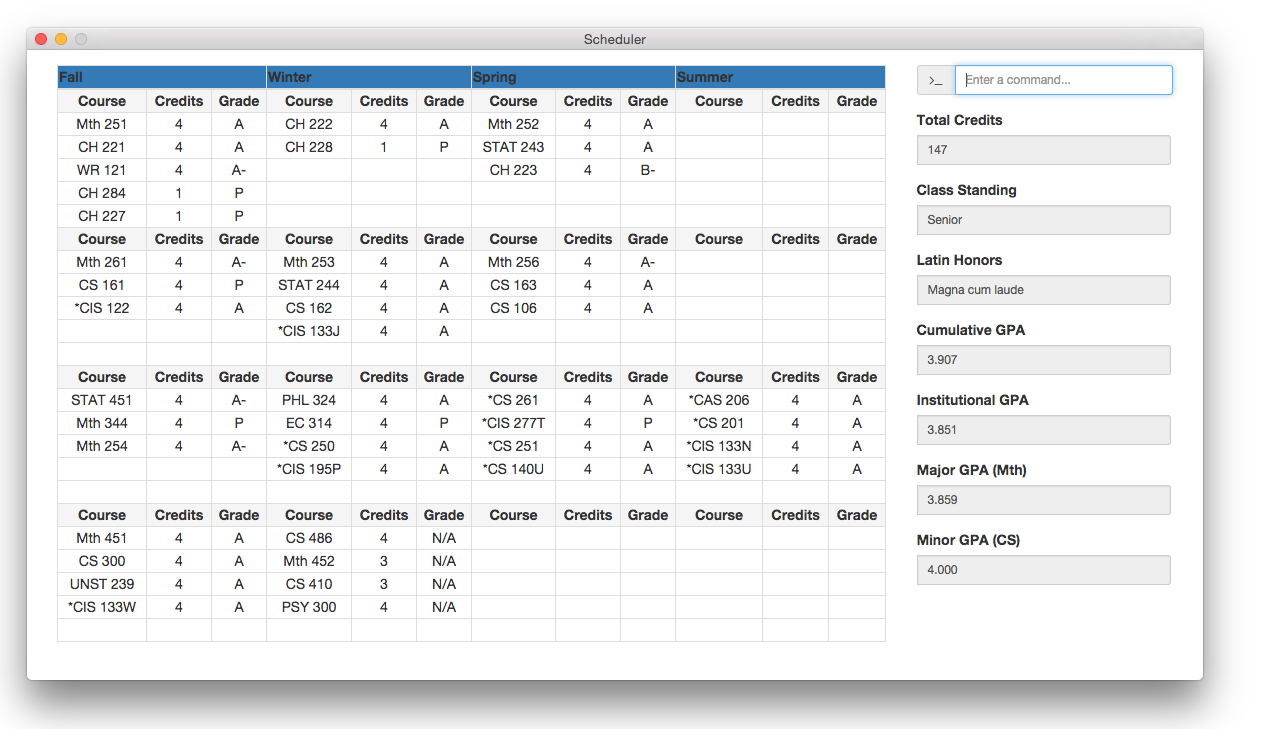 Scheduler
Fall Winter Spring Summer
Course Credits Grade Course Credits Grade Course Credits Grade Course Credits Grade
Mth 251 4 A CH 222 4 A Mth 252 4 A
CH 221 4 A CH 228 1 P STAT 243 4 A
WR 121 4 A- CH 223 4 B-
CH 284 1 P
CH 227 1 P
Course Credits Grade Course Credits Grade Course Credits Grade Course Credits Grade
Mth 261 4 A- Mth 253 4 A Mth 256 4 A-
CS 161 4 P STAT 244 4 A CS 163 4 A
*CIS 122 4 A CS 162 4 A CS 106 4 A
*CIS 133J 4 A
Course Credits Grade Course Credits Grade Course Credits Grade Course Credits Grade
STAT 451 4 A- PHL 324 4 A *CS 261 4 A *CAS 206 4 A
Mth 344 4 P EC 314 4 P *CIS 277T 4 P *CS 201 4 A
Mth 254 4 A- *CS 250 4 A *CS 251 4 A *CIS 133N 4 A
*CIS 195P 4 A *CS 140U 4 A *CIS 133U 4 A
Course Credits Grade Course Credits Grade Course Credits Grade Course Credits Grade
Mth 451 4 A CS 486 4 N/A
CS 300 4 A Mth 452 3 N/A
UNST 239 4 A CS 410 3 N/A
*CIS 133W 4 A PSY 300 4 N/A
>_ Enter a command...
Total Credits
147
Class Standing
Senior
Latin Honors
Magna cum laude
Cumulative GPA
3.907
Institutional GPA
3.851
Major GPA (Mth)
3.859
Minor GPA (CS)
4.000